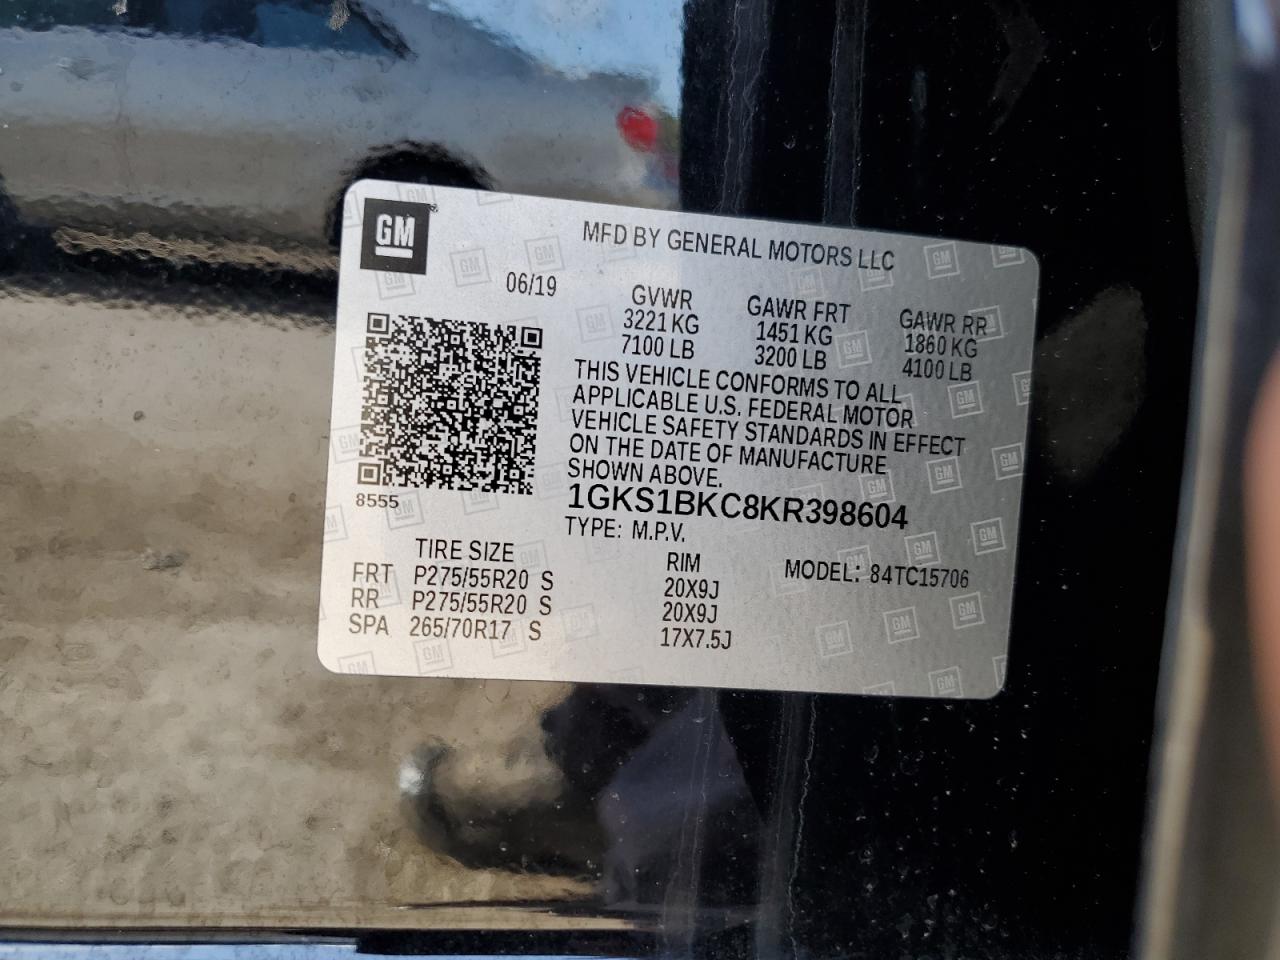 GM
MFD BY GENERAL MOTORS LLC
06/19
GVWR GAWR FRT GAWR RR
3221 KG 1451 KG 1860 KG
7100 LB 3200 LB 4100 LB
THIS VEHICLE CONFORMS TO ALL
APPLICABLE U.S. FEDERAL MOTOR
VEHICLE SAFETY STANDARDS IN EFFECT
ON THE DATE OF MANUFACTURE
SHOWN ABOVE.
8555
1GKS1BKC8KR398604
TYPE: M.P.V.
TIRE SIZE RIM MODEL: 84TC15706
FRT P275/55R20 S 20X9J
RR P275/55R20 S 20X9J
SPA 265/70R17 S 17X7.5J